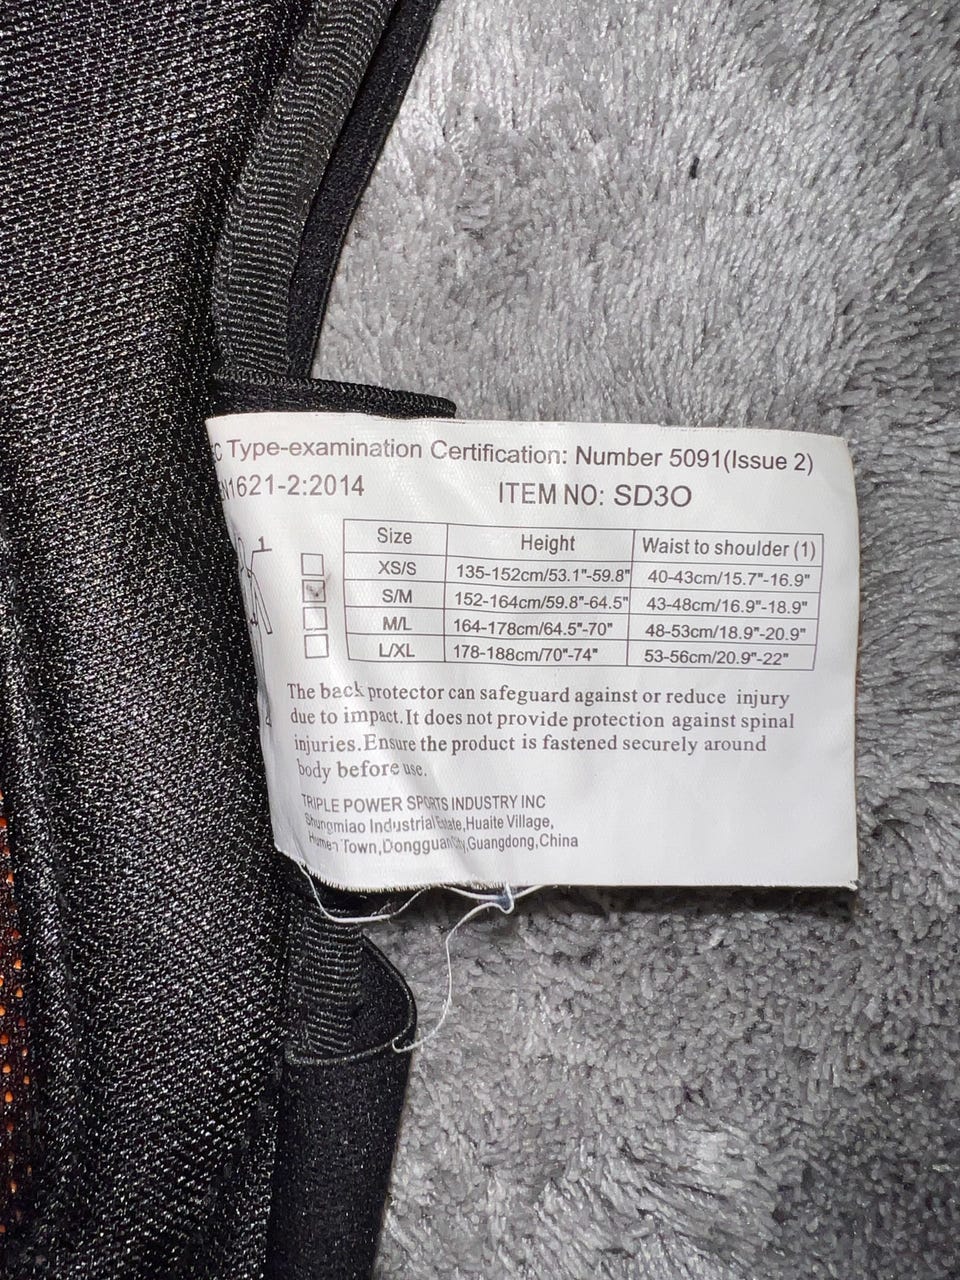 Type-examination Certification: Number 5091(Issue 2)
1621-2:2014 ITEM NO: SD3O
1
Size Height Waist to shoulder (1)
XS/S 135-152cm/53.1"-59.8" 40-43cm/15.7"-16.9"
S/M 152-164cm/59.8"-64.5" 43-48cm/16.9"-18.9"
M/L 164-178cm/64.5"-70" 48-53cm/18.9"-20.9"
L/XL 178-188cm/70"-74" 53-56cm/20.9"-22"
The back protector can safeguard against or reduce injury
due to impact.It does not provide protection against spinal
injuries.Ensure the product is fastened securely around
body before use.
TRIPLE POWER SPORTS INDUSTRY INC
Shungmiao Industrial Estate,Huaite Village,
Humen Town,Dongguan City,Guangdong,China